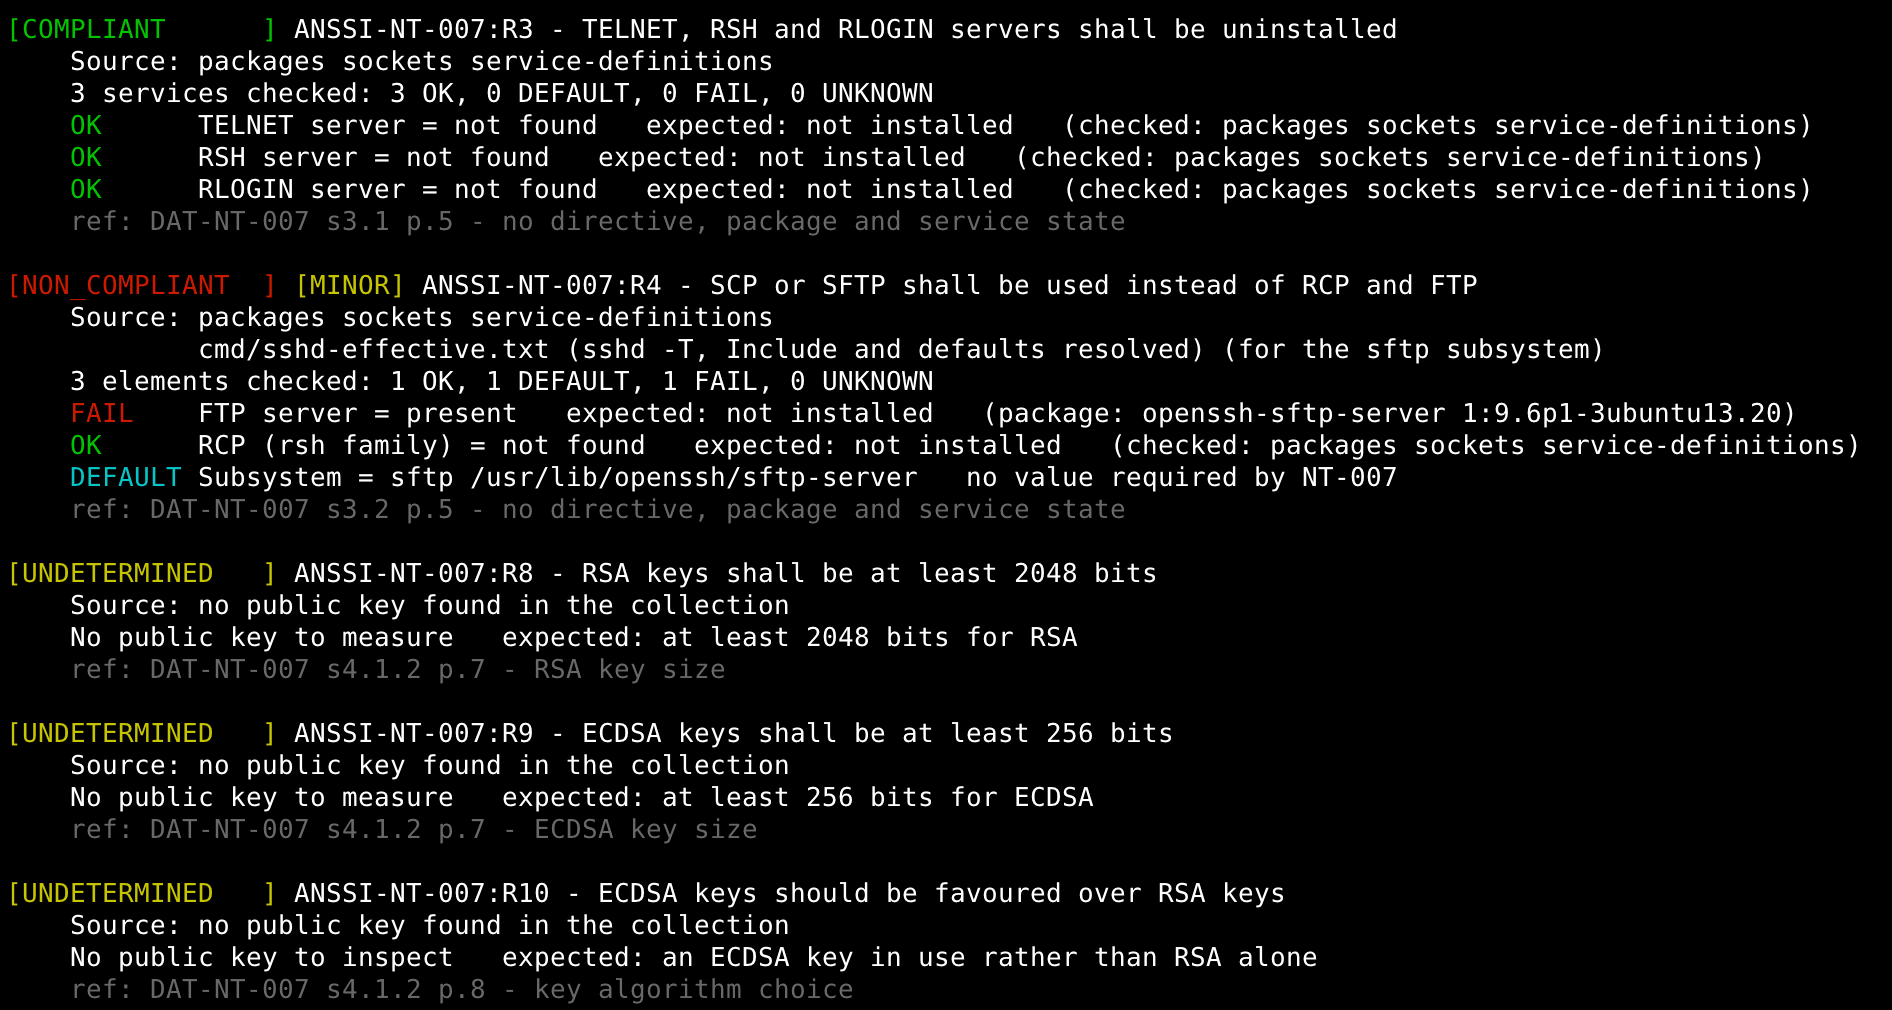 [COMPLIANT      ] ANSSI-NT-007:R3 - TELNET, RSH and RLOGIN servers shall be uninstalled
    Source: packages sockets service-definitions
    3 services checked: 3 OK, 0 DEFAULT, 0 FAIL, 0 UNKNOWN
    OK      TELNET server = not found   expected: not installed   (checked: packages sockets service-definitions)
    OK      RSH server = not found   expected: not installed   (checked: packages sockets service-definitions)
    OK      RLOGIN server = not found   expected: not installed   (checked: packages sockets service-definitions)
    ref: DAT-NT-007 s3.1 p.5 - no directive, package and service state

[NON_COMPLIANT  ] [MINOR] ANSSI-NT-007:R4 - SCP or SFTP shall be used instead of RCP and FTP
    Source: packages sockets service-definitions
            cmd/sshd-effective.txt (sshd -T, Include and defaults resolved) (for the sftp subsystem)
    3 elements checked: 1 OK, 1 DEFAULT, 1 FAIL, 0 UNKNOWN
    FAIL    FTP server = present   expected: not installed   (package: openssh-sftp-server 1:9.6p1-3ubuntu13.20)
    OK      RCP (rsh family) = not found   expected: not installed   (checked: packages sockets service-definitions)
    DEFAULT Subsystem = sftp /usr/lib/openssh/sftp-server   no value required by NT-007
    ref: DAT-NT-007 s3.2 p.5 - no directive, package and service state

[UNDETERMINED   ] ANSSI-NT-007:R8 - RSA keys shall be at least 2048 bits
    Source: no public key found in the collection
    No public key to measure   expected: at least 2048 bits for RSA
    ref: DAT-NT-007 s4.1.2 p.7 - RSA key size

[UNDETERMINED   ] ANSSI-NT-007:R9 - ECDSA keys shall be at least 256 bits
    Source: no public key found in the collection
    No public key to measure   expected: at least 256 bits for ECDSA
    ref: DAT-NT-007 s4.1.2 p.7 - ECDSA key size

[UNDETERMINED   ] ANSSI-NT-007:R10 - ECDSA keys should be favoured over RSA keys
    Source: no public key found in the collection
    No public key to inspect   expected: an ECDSA key in use rather than RSA alone
    ref: DAT-NT-007 s4.1.2 p.8 - key algorithm choice